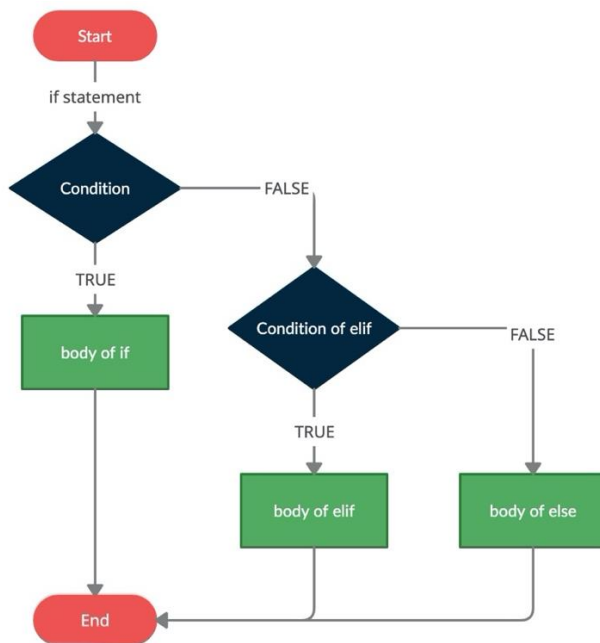 Start
if statement
Condition
FALSE
TRUE
Condition of elif
body of if
FALSE
TRUE
body of elif
body of else
End